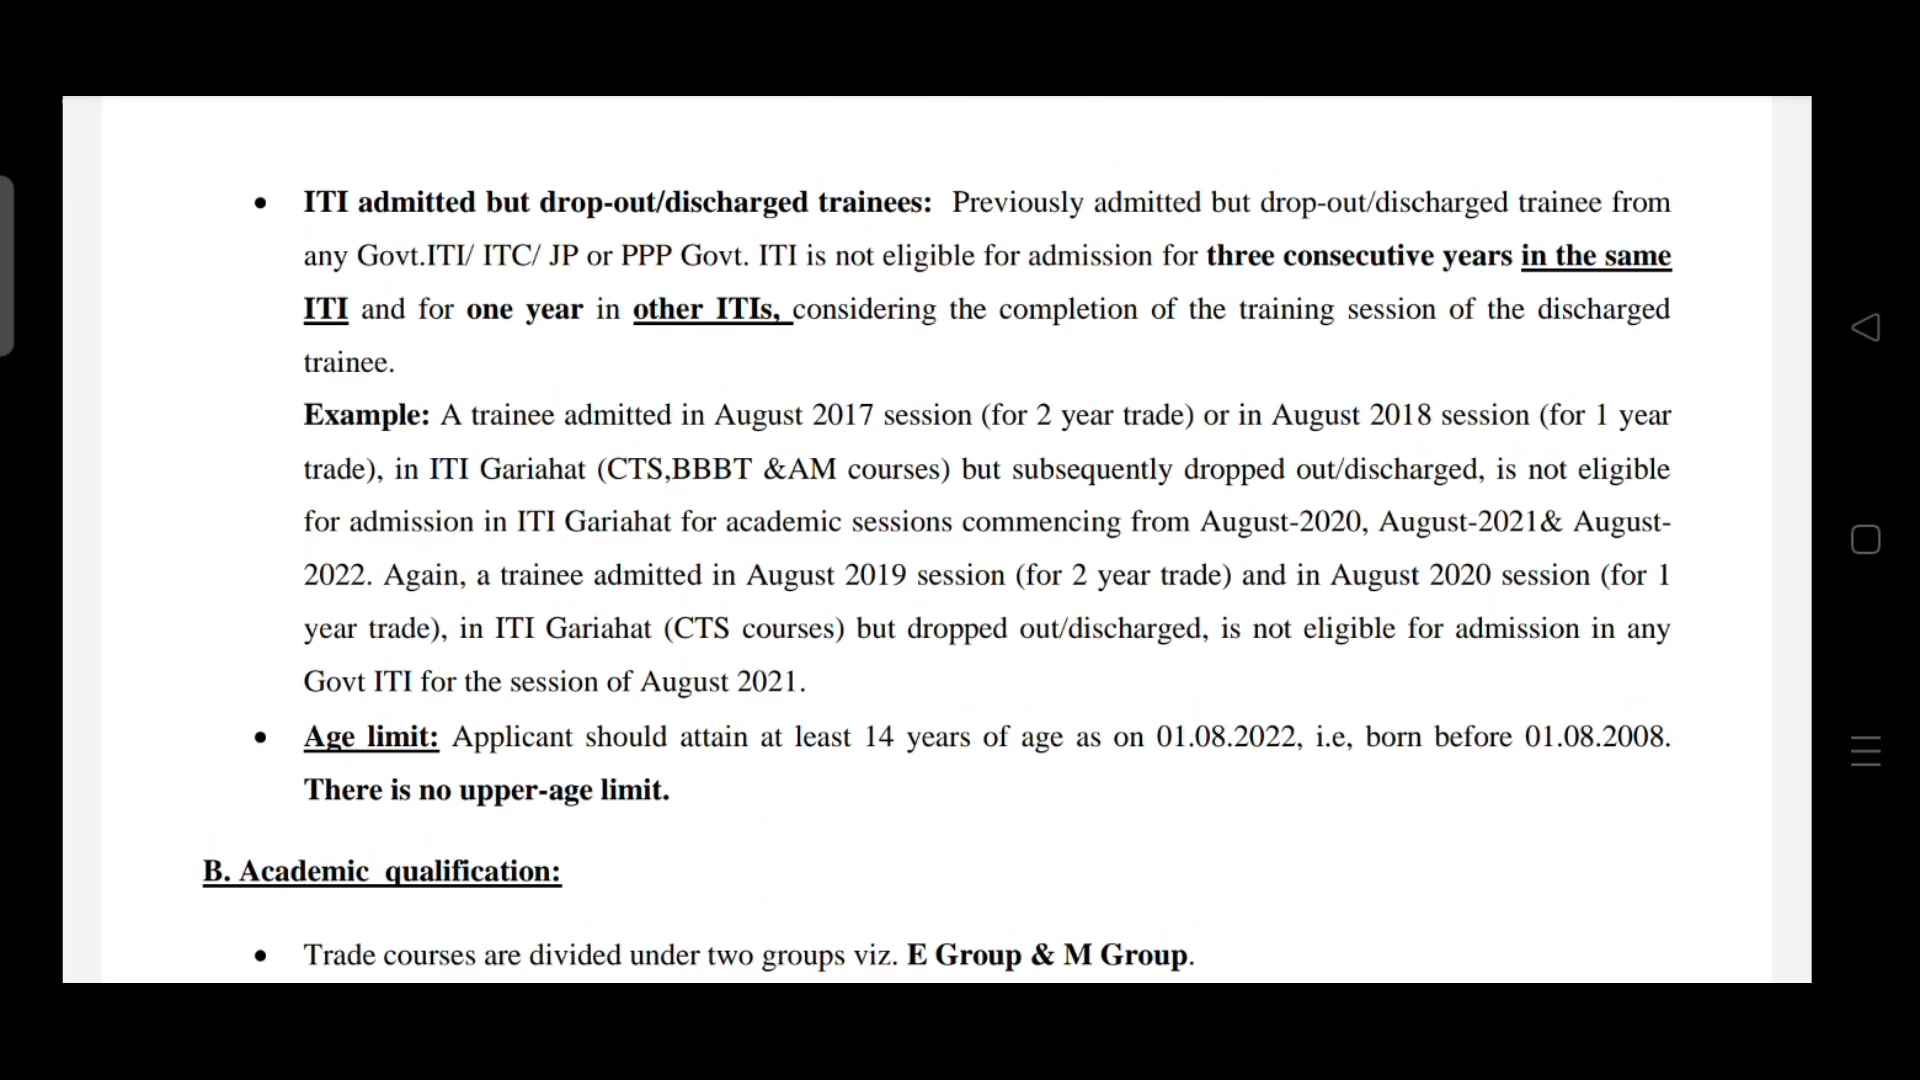 • ITI admitted but drop-out/discharged trainees: Previously admitted but drop-out/discharged trainee from
any Govt.ITI/ ITC/ JP or PPP Govt. ITI is not eligible for admission for three consecutive years in the same
ITI and for one year in other ITIs, considering the completion of the training session of the discharged
trainee.
Example: A trainee admitted in August 2017 session (for 2 year trade) or in August 2018 session (for 1 year
trade), in ITI Gariahat (CTS,BBBT &AM courses) but subsequently dropped out/discharged, is not eligible
for admission in ITI Gariahat for academic sessions commencing from August-2020, August-2021& August-
2022. Again, a trainee admitted in August 2019 session (for 2 year trade) and in August 2020 session (for 1
year trade), in ITI Gariahat (CTS courses) but dropped out/discharged, is not eligible for admission in any
Govt ITI for the session of August 2021.
• Age limit: Applicant should attain at least 14 years of age as on 01.08.2022, i.e, born before 01.08.2008.
There is no upper-age limit.
B. Academic qualification:
• Trade courses are divided under two groups viz. E Group & M Group.